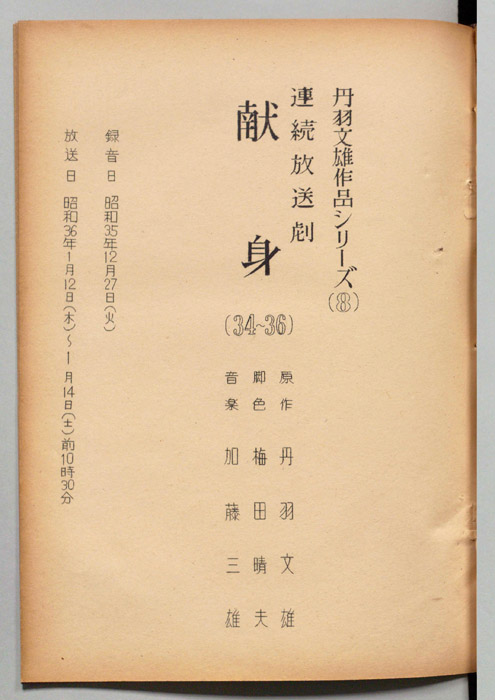 丹羽文雄作品シリーズ(8)
連続放送劇
献身
(34~36)
原作 丹羽文雄
脚色 梅田晴夫
音楽 加藤三雄
録音日 昭和35年12月27日(火)
放送日 昭和36年1月12日(木)~1月14日(土)前10時30分